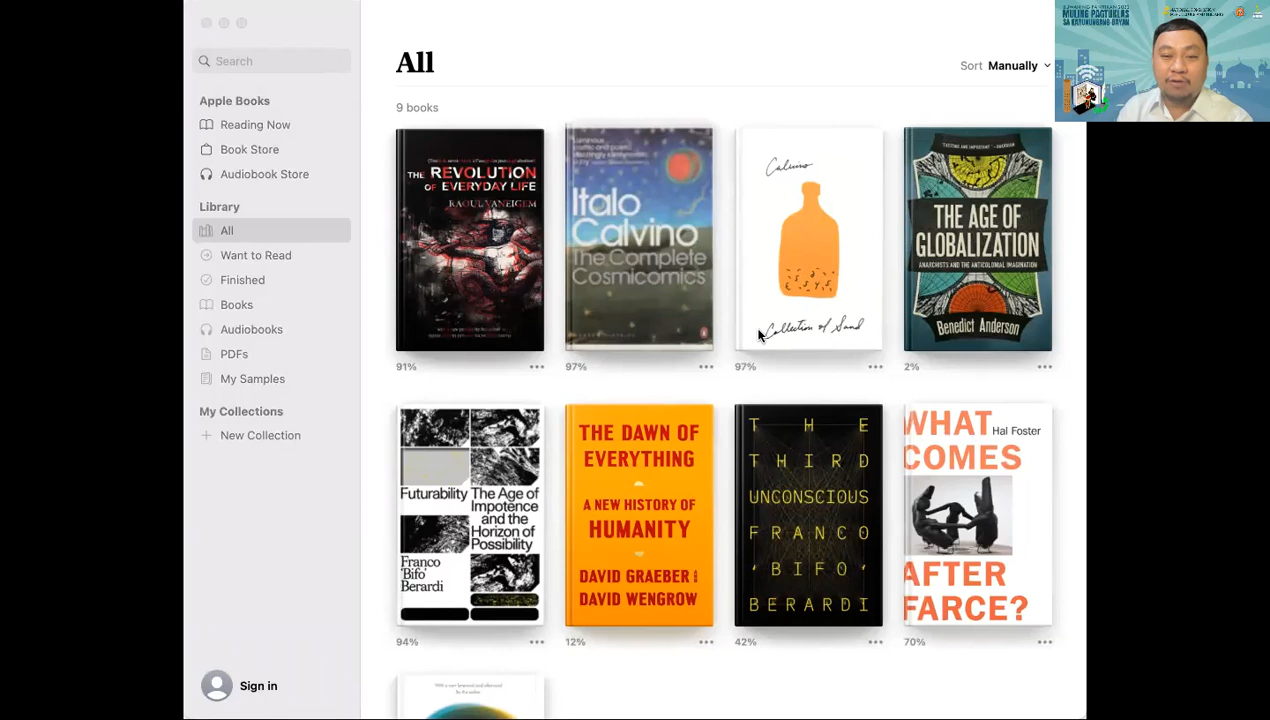 Search
Apple Books
Reading Now
Book Store
Audiobook Store
Library
All
Want to Read
Finished
Books
Audiobooks
PDFs
My Samples
My Collections
New Collection
Sign in
All
Sort Manually
9 books
THE REVOLUTION
OF EVERYDAY LIFE
RAOUL VANEIGEM
91%
Italo
Calvino
The Complete
Cosmicomics
97%
Calvino
Collection of Sand
97%
THE AGE OF
GLOBALIZATION
ANARCHISTS AND THE ANTICOLONIAL IMAGINATION
Benedict Anderson
2%
Futurability
The Age of
Impotence
and the
Horizon of
Possibility
Franco
'Bifo'
Berardi
94%
THE DAWN OF
EVERYTHING
A NEW HISTORY OF
HUMANITY
DAVID GRAEBER
DAVID WENGROW
12%
THE
THIRD
UNCONSCIOUS
FRANCO
'BIFO'
BERARDI
42%
WHAT
Hal Foster
COMES
AFTER
FARCE?
70%
MULING PAGTUKLAS